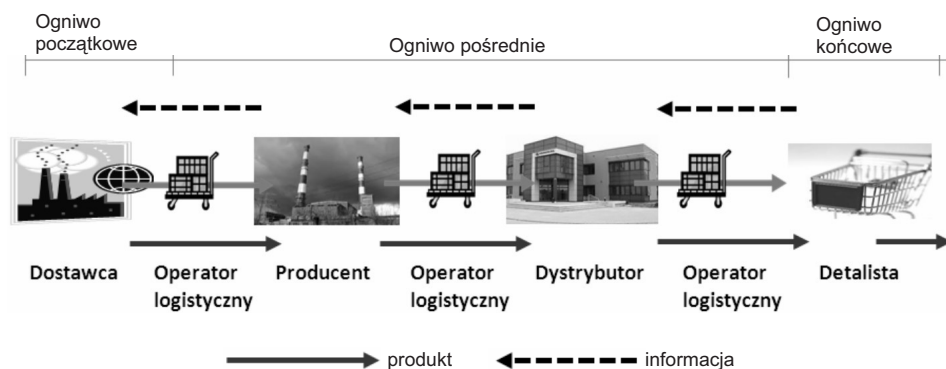 Ogniwo
początkowe
Ogniwo pośrednie
Ogniwo
końcowe
Dostawca
Operator
logistyczny
Producent
Operator
logistyczny
Dystrybutor
Operator
logistyczny
Detalista
produkt
informacja